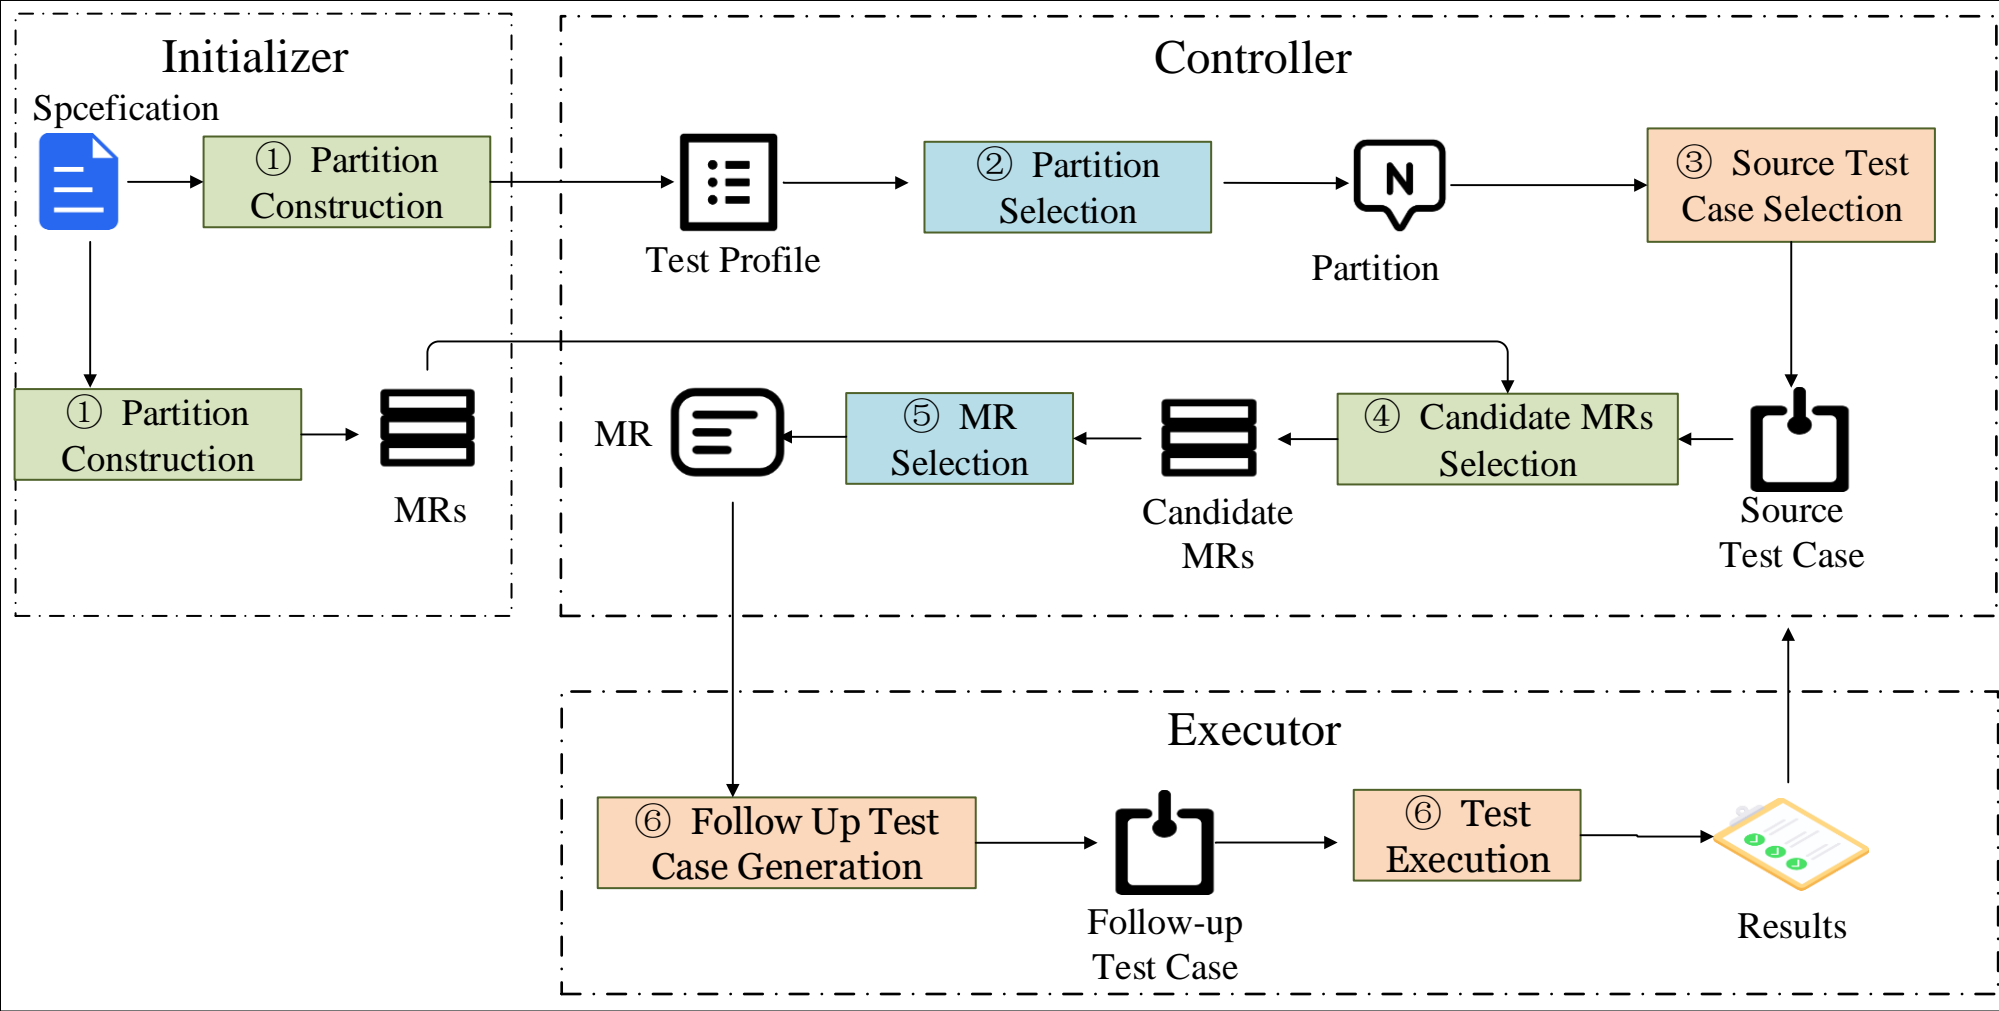 Initializer
Spcefication
① Partition
Construction
① Partition
Construction
MRs
Controller
Test Profile
② Partition
Selection
N
Partition
③ Source Test
Case Selection
Source
Test Case
④ Candidate MRs
Selection
Candidate
MRs
⑤ MR
Selection
MR
Executor
⑥ Follow Up Test
Case Generation
Follow-up
Test Case
⑥ Test
Execution
Results